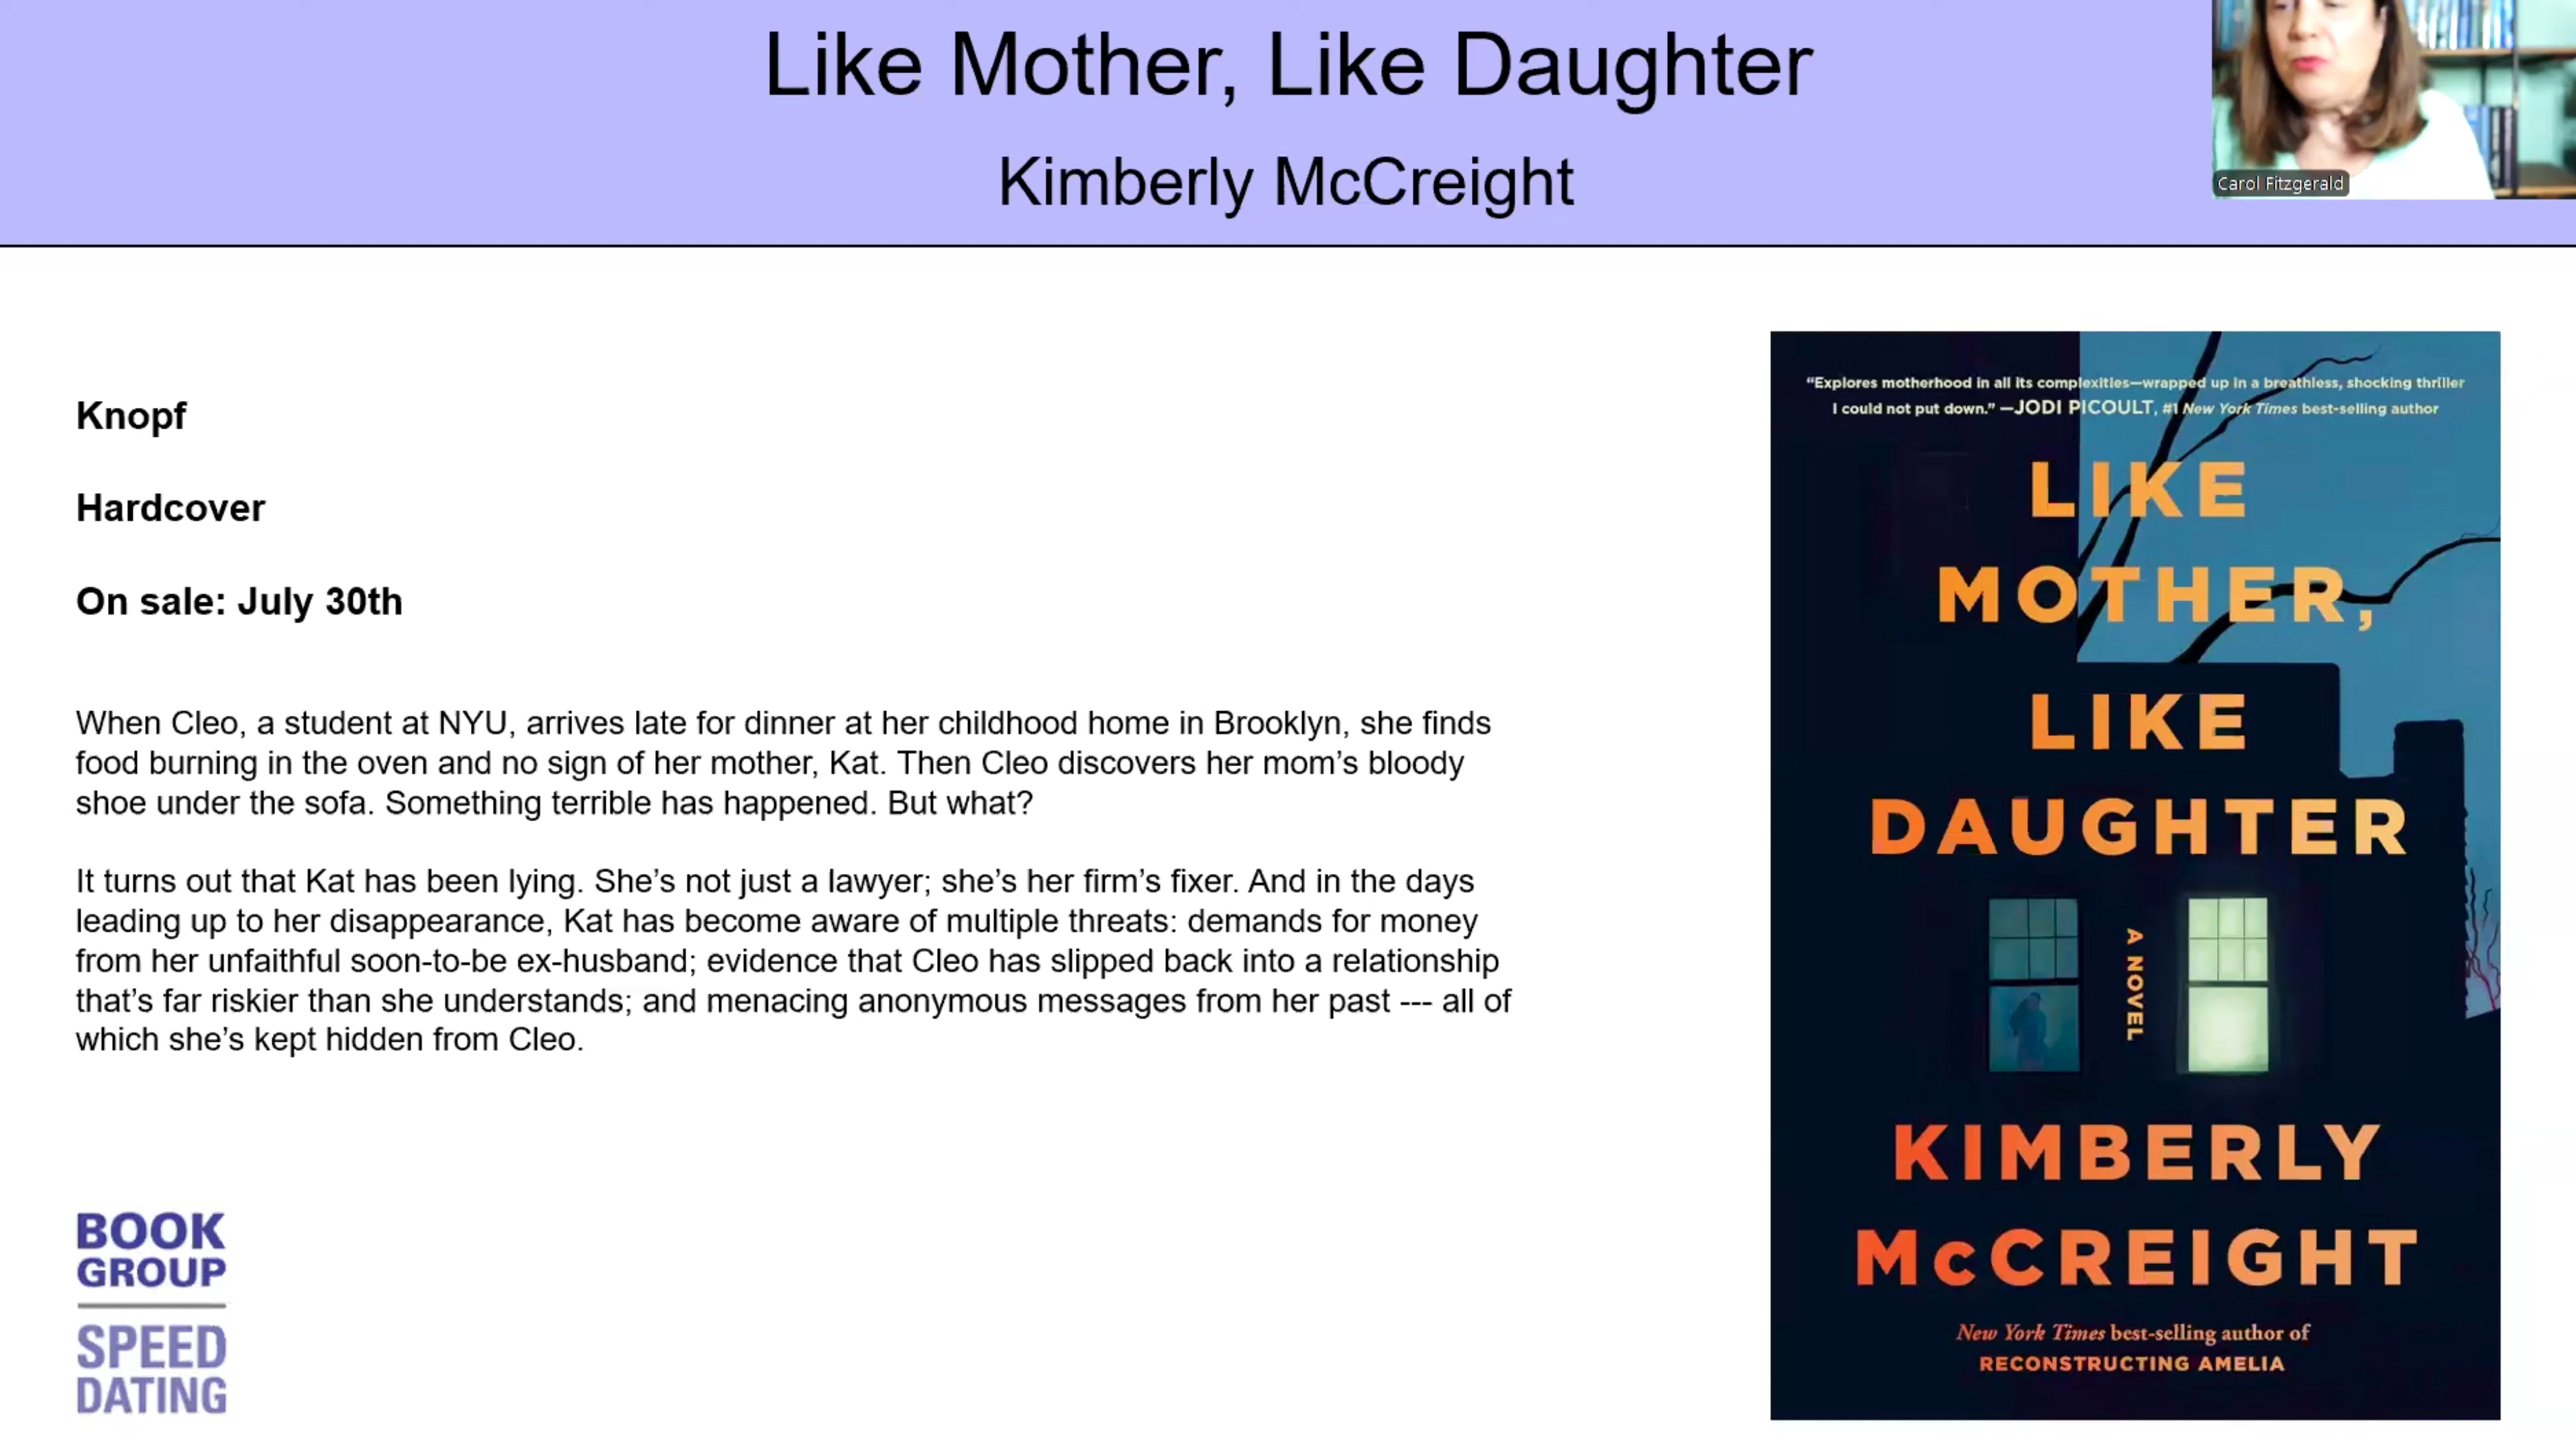 Like Mother, Like Daughter
Kimberly McCreight
Carol Fitzgerald
Knopf
Hardcover
On sale: July 30th
When Cleo, a student at NYU, arrives late for dinner at her childhood home in Brooklyn, she finds
food burning in the oven and no sign of her mother, Kat. Then Cleo discovers her mom’s bloody
shoe under the sofa. Something terrible has happened. But what?
It turns out that Kat has been lying. She’s not just a lawyer; she’s her firm’s fixer. And in the days
leading up to her disappearance, Kat has become aware of multiple threats: demands for money
from her unfaithful soon-to-be ex-husband; evidence that Cleo has slipped back into a relationship
that’s far riskier than she understands; and menacing anonymous messages from her past --- all of
which she’s kept hidden from Cleo.
BOOK
GROUP
SPEED
DATING
“Explores motherhood in all its complexities—wrapped up in a breathless, shocking thriller
I could not put down.” —JODI PICOULT, #1 New York Times best-selling author
LIKE
MOTHER,
LIKE
DAUGHTER
A NOVEL
KIMBERLY
McCREIGHT
New York Times best-selling author of
RECONSTRUCTING AMELIA